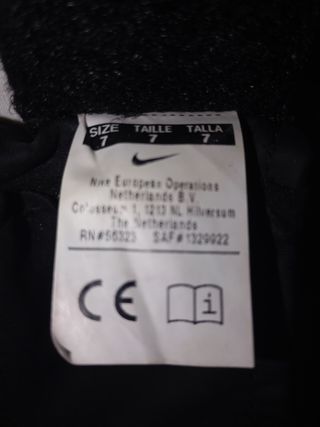 SIZE TAILLE TALLA
7 7 7
Nike European Operations
Netherlands B.V.
Colosseum 1, 1213 NL Hilversum
The Netherlands
RN#56323 SAF#1329922
CE
i